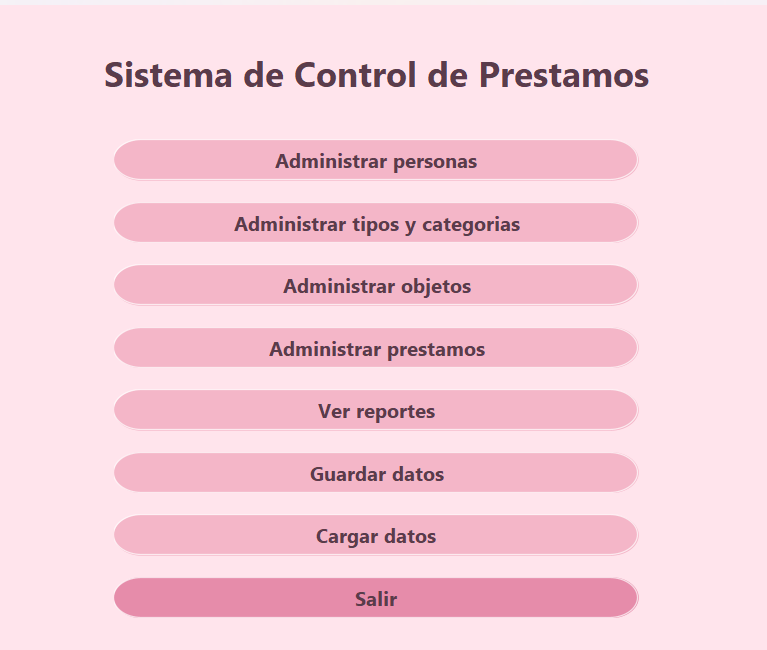 Sistema de Control de Prestamos
Administrar personas
Administrar tipos y categorias
Administrar objetos
Administrar prestamos
Ver reportes
Guardar datos
Cargar datos
Salir